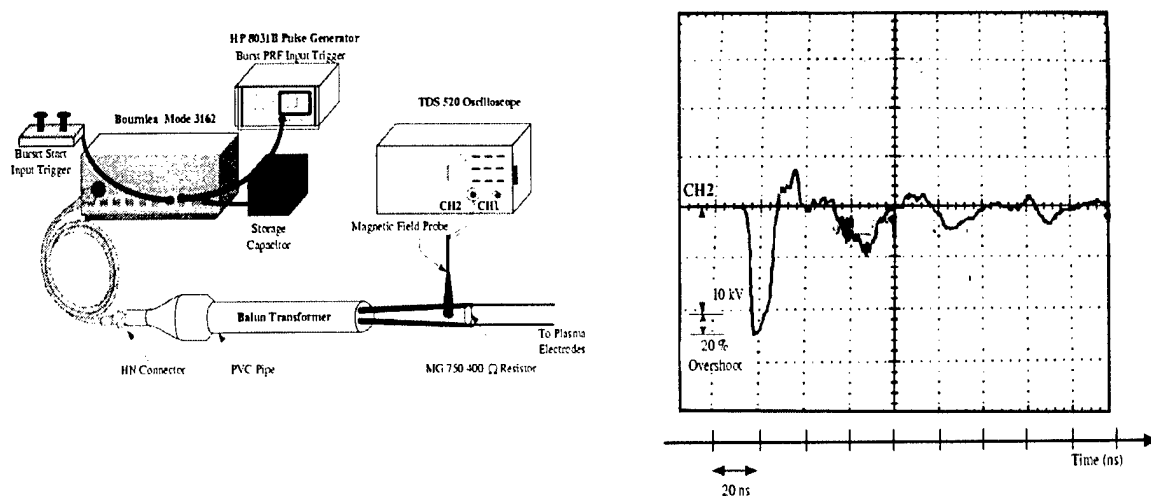 HP 8031B Pulse Generator
Burst PRF Input Trigger
TDS 520 Oscilloscope
Bournlea Mode 3162
Burst Start
Input Trigger
CH2
CH1
Storage
Capacitor
Magnetic Field Probe
Balun Transformer
To Plasma
Electrodes
HN Connector
PVC Pipe
MG 750 400 Ω Resistor
CH2
10 kV
20 %
Overshoot
Time (ns)
20 ns